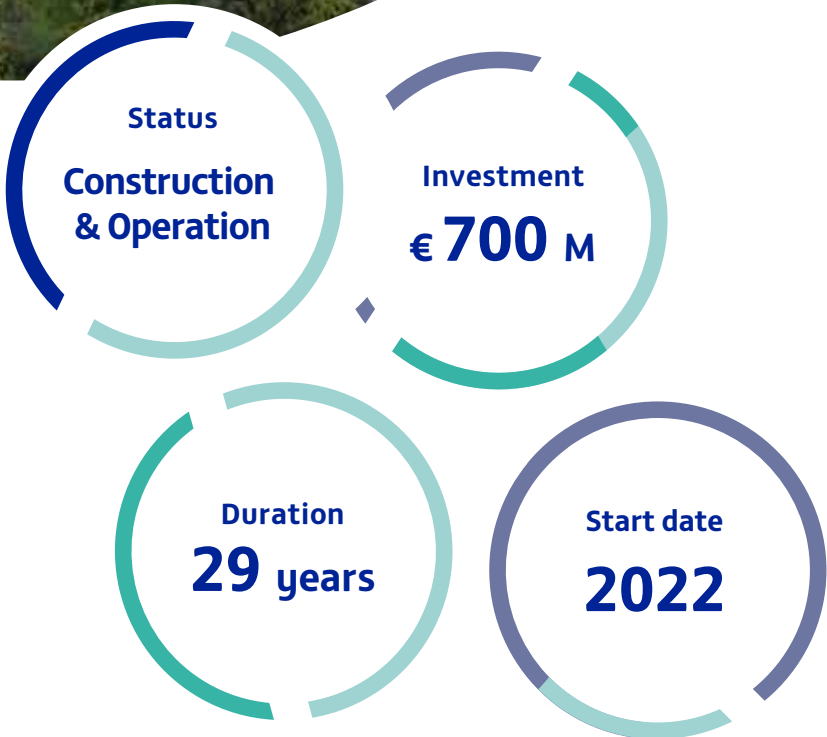 Status
Construction
& Operation
Investment
€ 700 M
Duration
29 years
Start date
2022